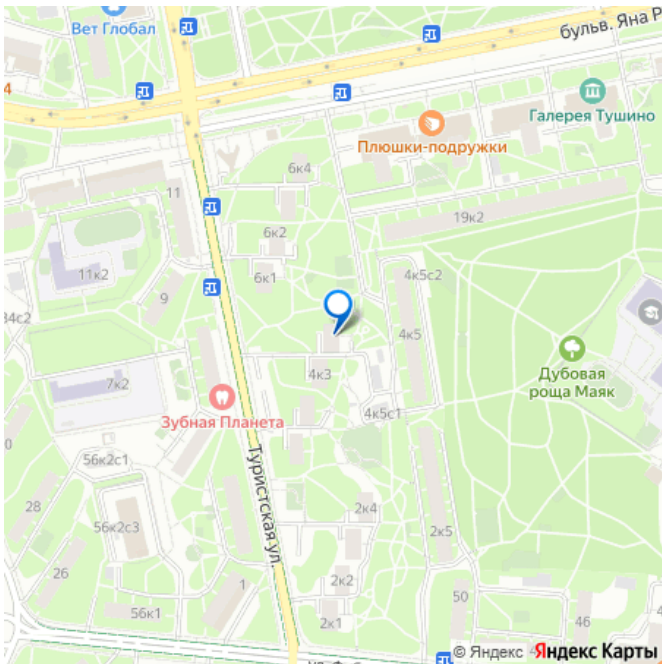 Вет Глобал
бульв. Яна Р
4
Галерея Тушино
Плюшки-подружки
6к4
11
19к2
6к2
11к2
6к1
4к5с2
9
34с2
4к5
Дубовая
роща Маяк
4к3
7к2
Зубная Планета
4к5с1
56к2с1
Туристская ул.
28
2к4
56к2с3
2к5
26
2к2
1
50
56к1
2к1
46
© Яндекс
Яндекс Карты